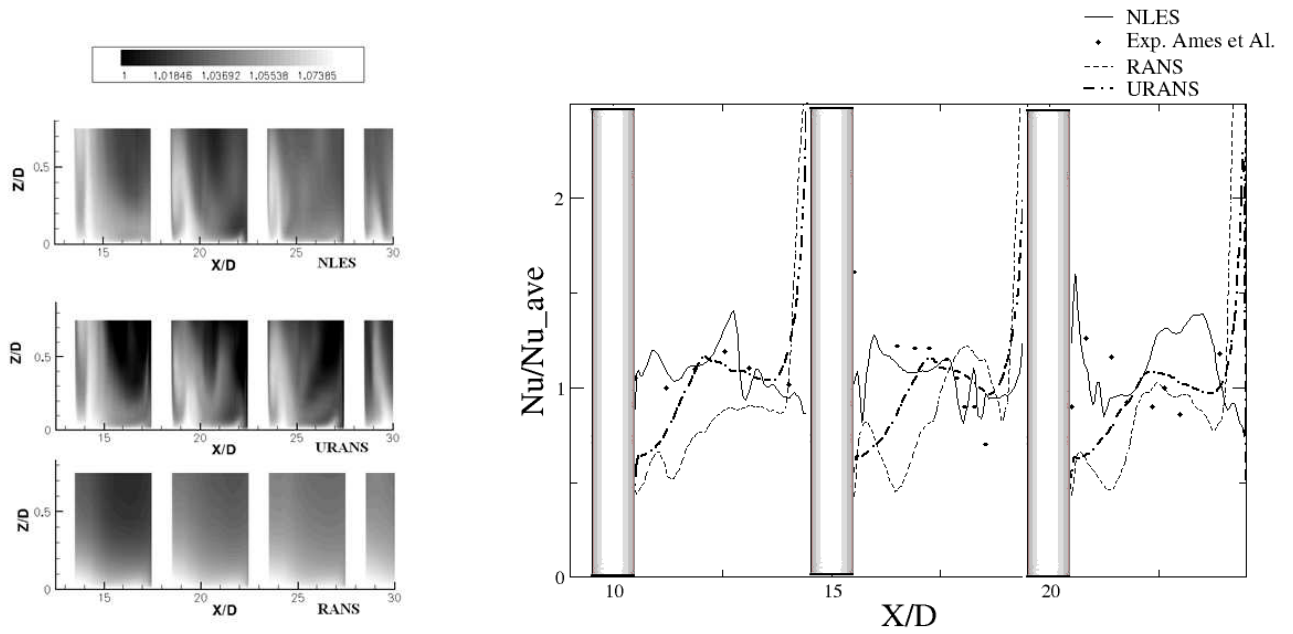 1 1.01846 1.03692 1.05538 1.07385
Z/D
0.5
0
15 20 25 30
X/D NLES
Z/D
0.5
0
15 20 25 30
X/D URANS
Z/D
0.5
0
15 20 25 30
X/D RANS
NLES
Exp. Ames et Al.
RANS
URANS
Nu/Nu_ave
2
1
0
10 15 20
X/D